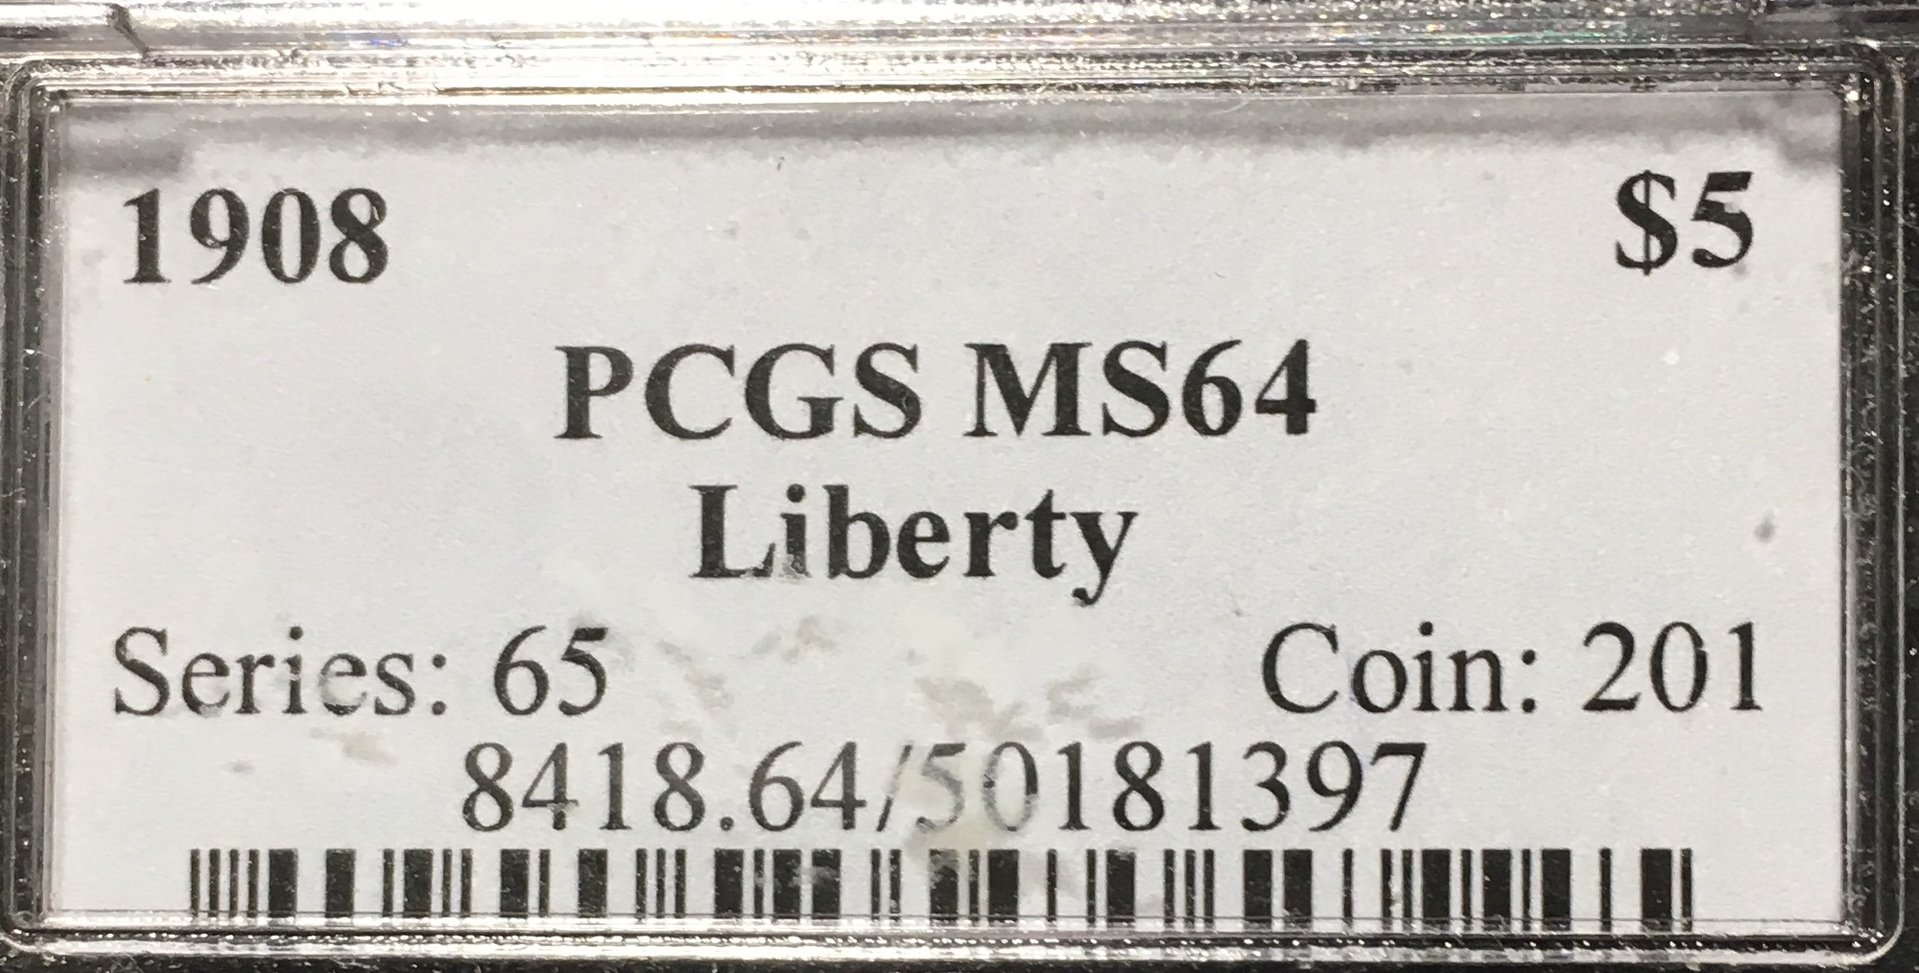 1908 $5
PCGS MS64
Liberty
Series: 65 Coin: 201
8418.64/50181397